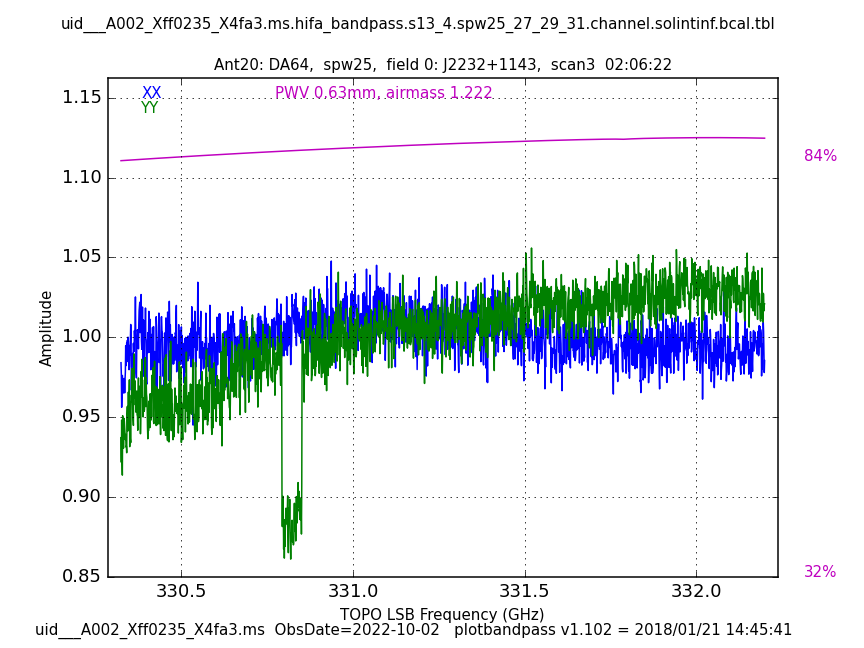 uid___A002_Xff0235_X4fa3.ms.hifa_bandpass.s13_4.spw25_27_29_31.channel.solintinf.bcal.tbl
Ant20: DA64,  spw25,  field 0: J2232+1143,  scan3  02:06:22
XX
YY
PWV 0.63mm, airmass 1.222
1.15
1.10
1.05
1.00
0.95
0.90
0.85
Amplitude
84%
32%
330.5
331.0
331.5
332.0
TOPO LSB Frequency (GHz)
uid___A002_Xff0235_X4fa3.ms  ObsDate=2022-10-02   plotbandpass v1.102 = 2018/01/21 14:45:41